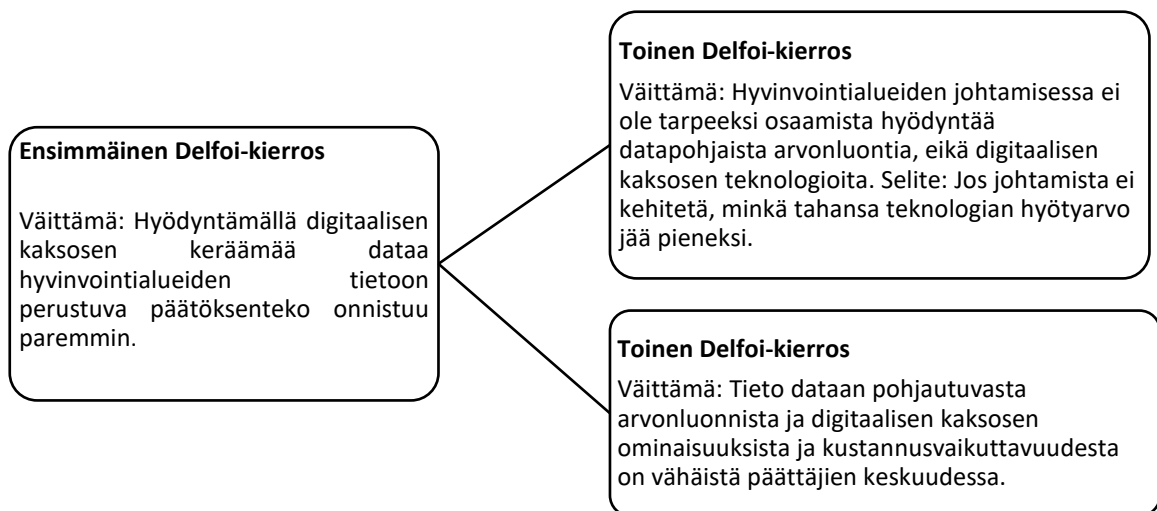 Ensimmäinen Delfoi-kierros
Väittämä: Hyödyntämällä digitaalisen
kaksosen keräämää dataa
hyvinvointialueiden tietoon
perustuva päätöksenteko onnistuu
paremmin.
Toinen Delfoi-kierros
Väittämä: Hyvinvointialueiden johtamisessa ei
ole tarpeeksi osaamista hyödyntää
datapohjaista arvonluontia, eikä digitaalisen
kaksosen teknologioita. Selite: Jos johtamista ei
kehitetä, minkä tahansa teknologian hyötyarvo
jää pieneksi.
Toinen Delfoi-kierros
Väittämä: Tieto dataan pohjautuvasta
arvonluonnista ja digitaalisen kaksosen
ominaisuuksista ja kustannusvaikuttavuudesta
on vähäistä päättäjien keskuudessa.